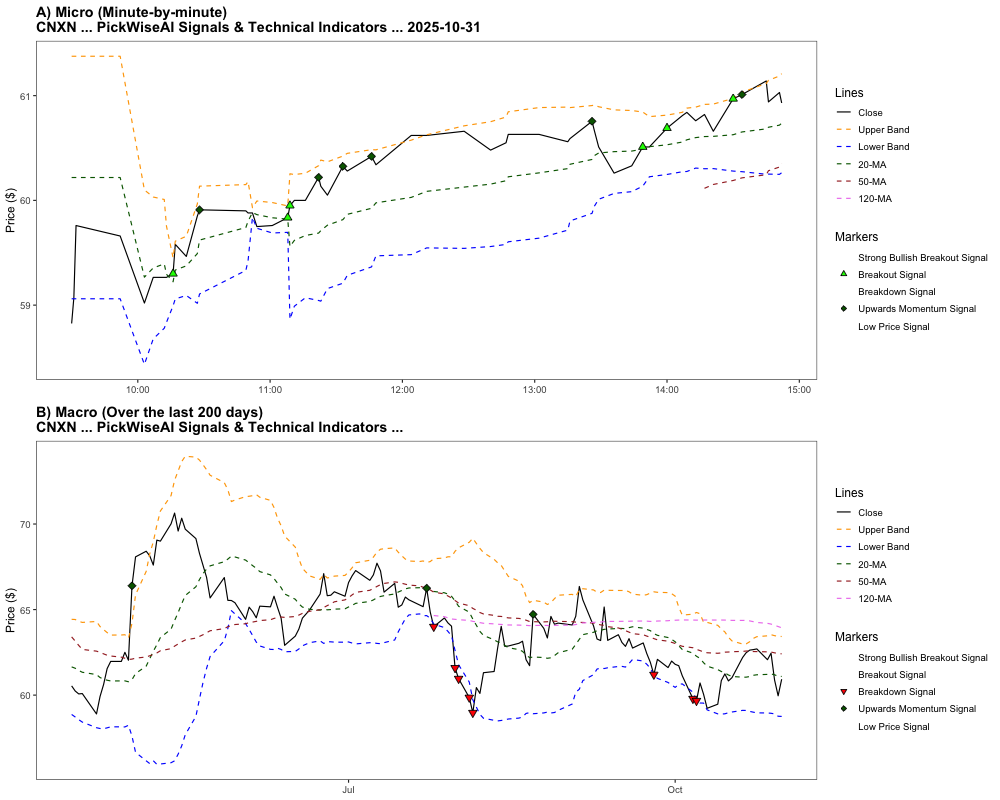 A) Micro (Minute-by-minute)
CNXN ... PickWiseAI Signals & Technical Indicators ... 2025-10-31
Price ($)
61
60
59
10:00
11:00
12:00
13:00
14:00
15:00
Lines
Close
Upper Band
Lower Band
20-MA
50-MA
120-MA
Markers
Strong Bullish Breakout Signal
Breakout Signal
Breakdown Signal
Upwards Momentum Signal
Low Price Signal
B) Macro (Over the last 200 days)
CNXN ... PickWiseAI Signals & Technical Indicators ...
Price ($)
70
65
60
Jul
Oct
Lines
Close
Upper Band
Lower Band
20-MA
50-MA
120-MA
Markers
Strong Bullish Breakout Signal
Breakout Signal
Breakdown Signal
Upwards Momentum Signal
Low Price Signal